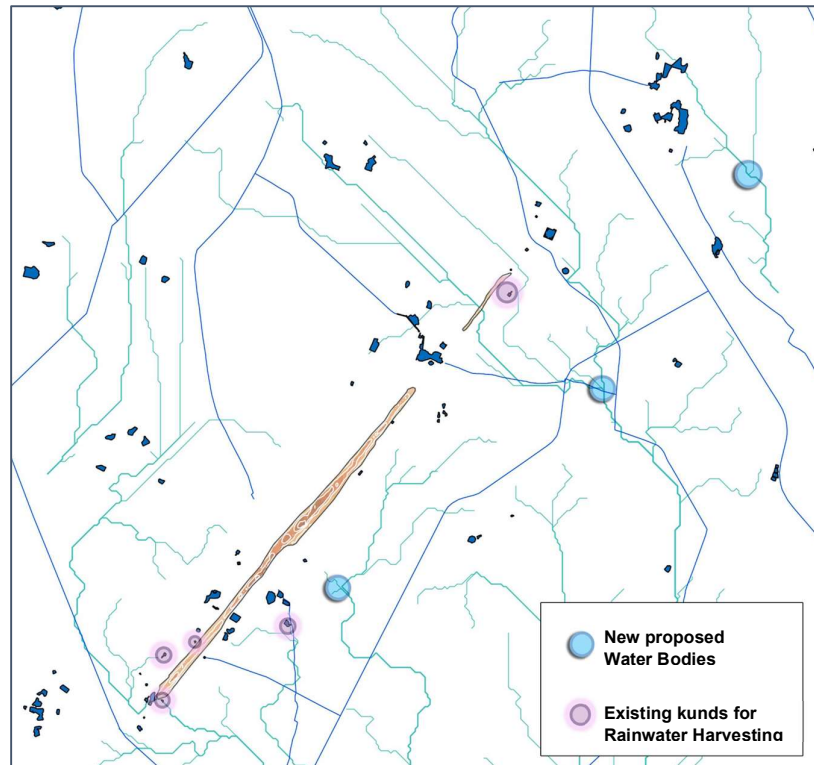 New proposed
Water Bodies
Existing kunds for
Rainwater Harvesting